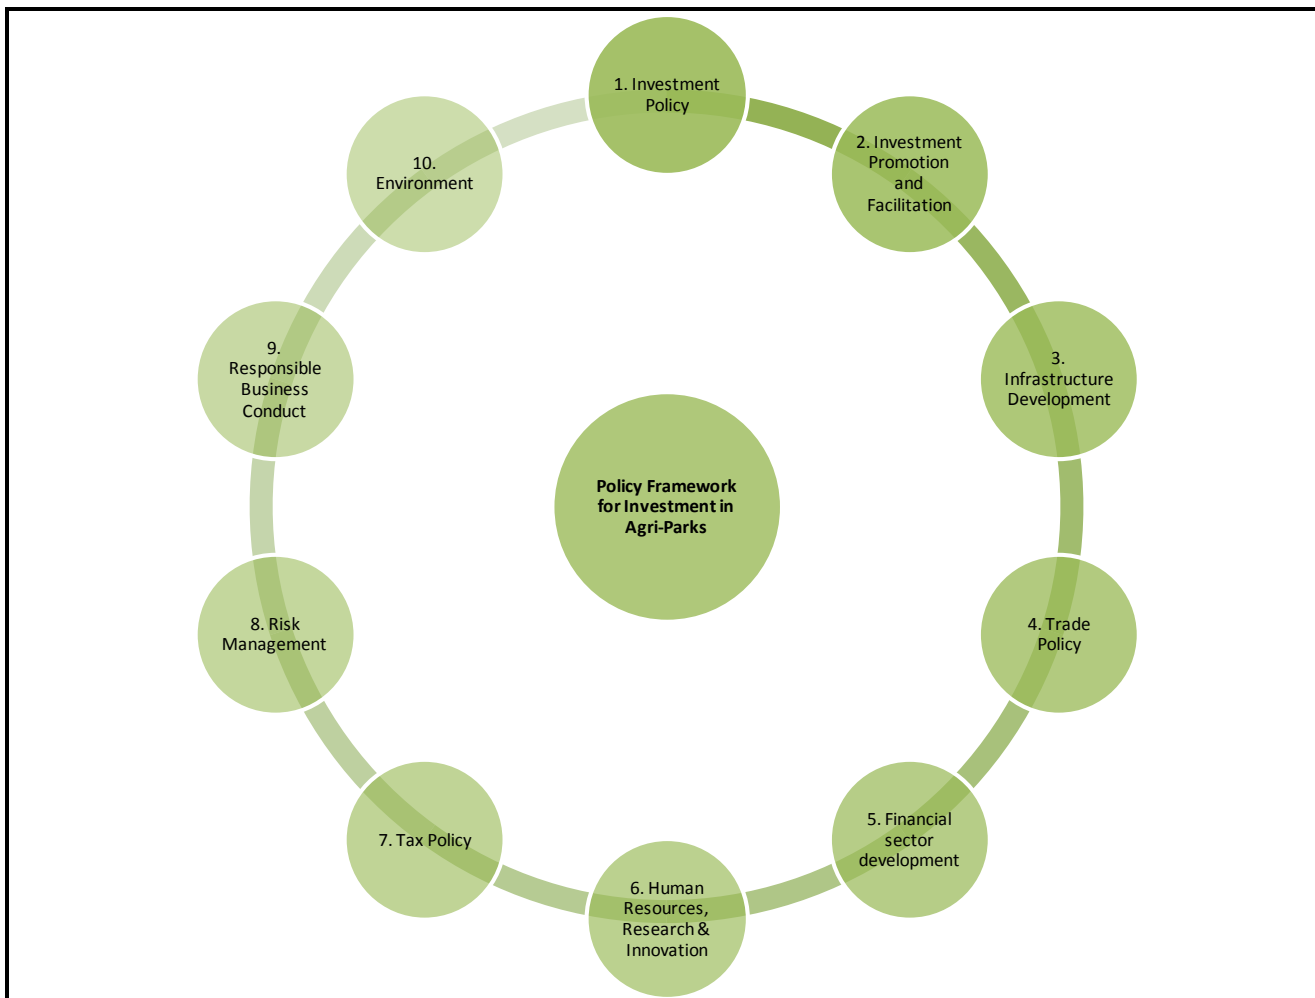 1. Investment
Policy
2. Investment
Promotion
and
Facilitation
3.
Infrastructure
Development
4. Trade
Policy
5. Financial
sector
development
6. Human
Resources,
Research &
Innovation
7. Tax Policy
8. Risk
Management
9.
Responsible
Business
Conduct
10.
Environment
Policy Framework
for Investment in
Agri-Parks